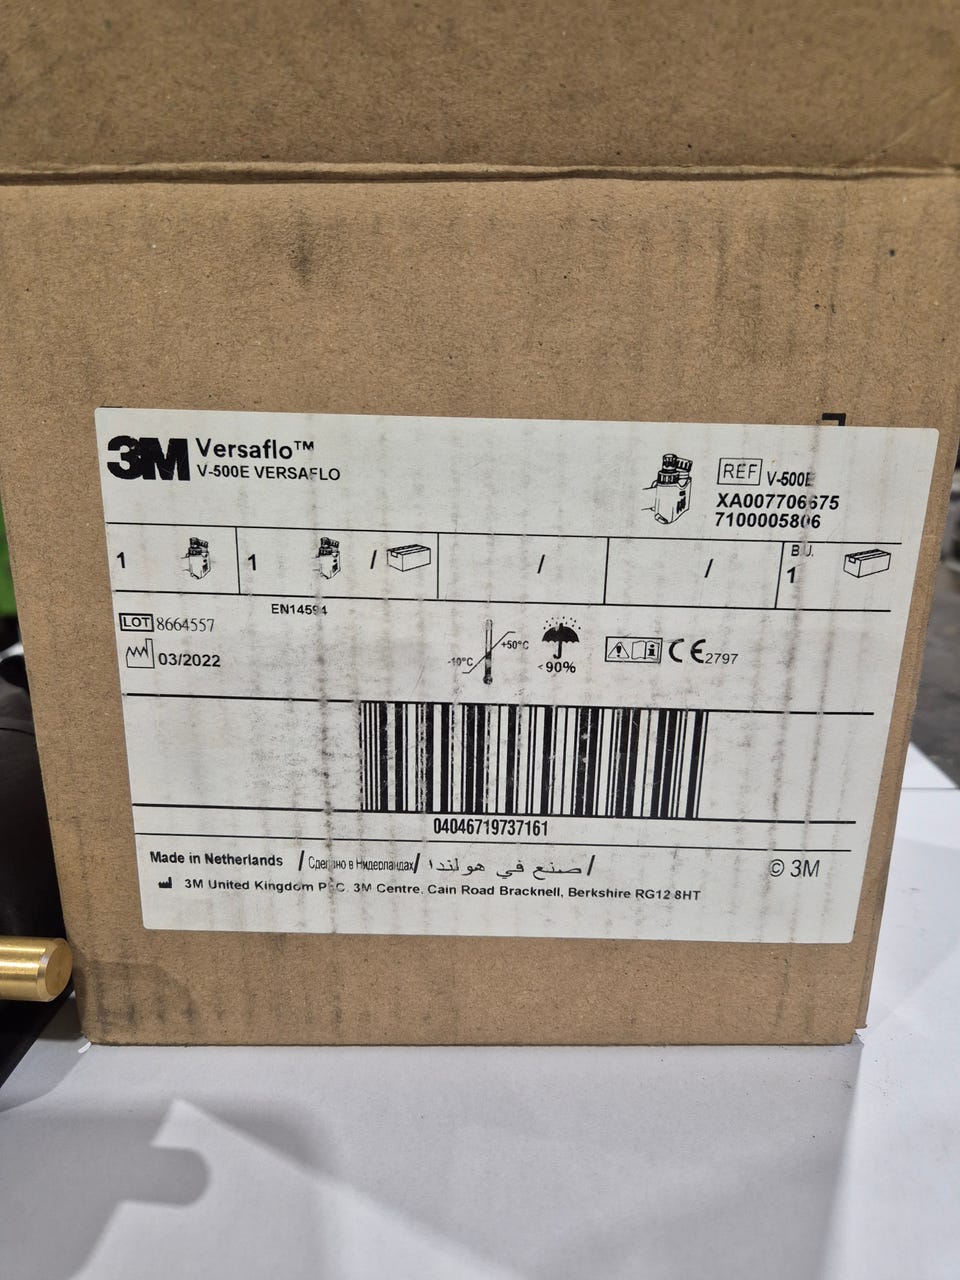 3M Versaflo™
V-500E VERSAFLO
REF V-500E
XA007706675
7100005806
1 1 / / / B.U. 1
EN14594
LOT 8664557
03/2022
-10°C +50°C
<90%
i CE 2797
04046719737161
Made in Netherlands / Сделано в Нидерландах / صنع في هولندا /
© 3M
3M United Kingdom PLC. 3M Centre, Cain Road Bracknell, Berkshire RG12 8HT